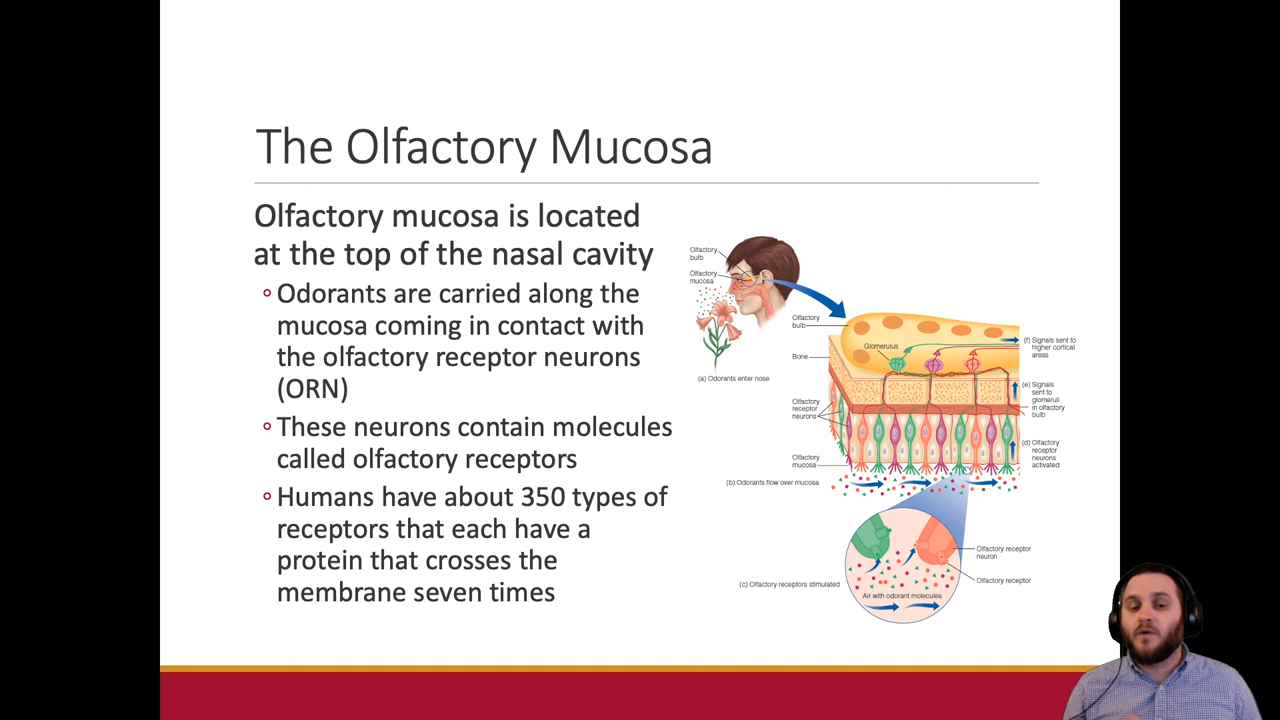 The Olfactory Mucosa
Olfactory mucosa is located
at the top of the nasal cavity
◦ Odorants are carried along the
mucosa coming in contact with
the olfactory receptor neurons
(ORN)
◦ These neurons contain molecules
called olfactory receptors
◦ Humans have about 350 types of
receptors that each have a
protein that crosses the
membrane seven times
Olfactory
bulb
Olfactory
mucosa
(a) Odorants enter nose
Olfactory
bulb
Glomerulus
Bone
(f) Signals sent to
higher cortical
areas
Olfactory
receptor
neurons
(e) Signals
sent to
glomeruli
in olfactory
bulb
Olfactory
mucosa
(d) Olfactory
receptor
neurons
activated
(b) Odorants flow over mucosa
Olfactory receptor
neuron
Olfactory receptor
(c) Olfactory receptors stimulated
Air with odorant molecules